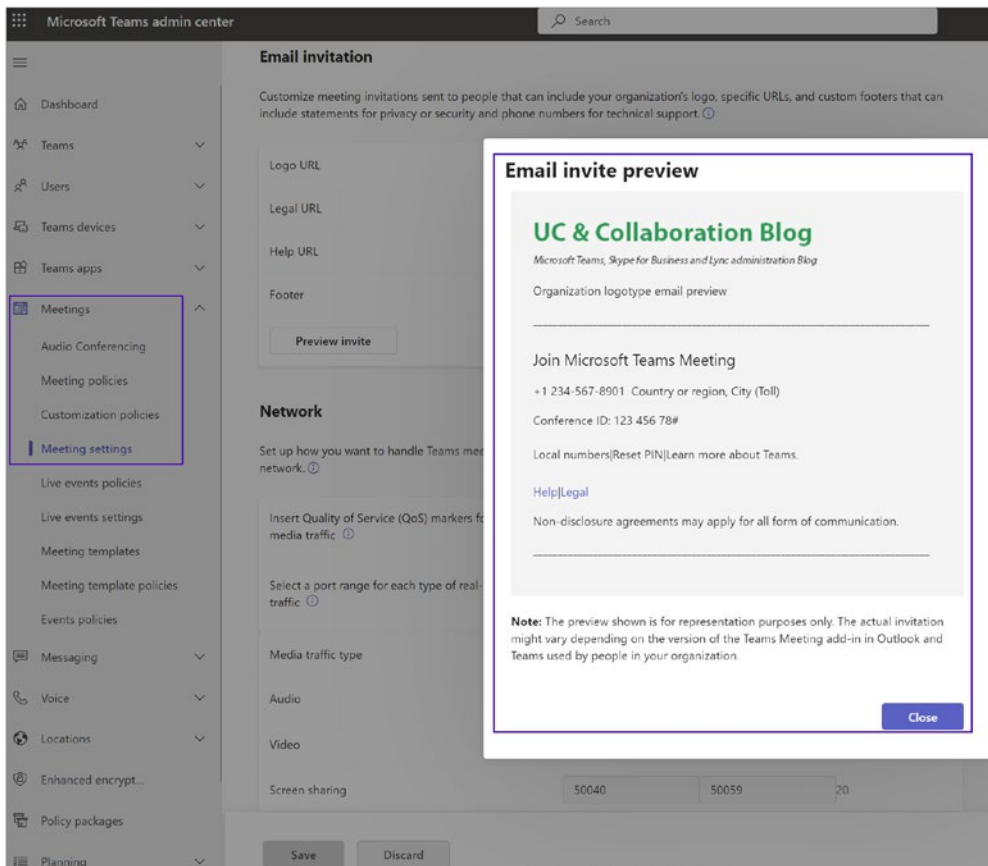 Microsoft Teams admin center
Search
Dashboard
Teams
Users
Teams devices
Teams apps
Meetings
Audio Conferencing
Meeting policies
Customization policies
Meeting settings
Live events policies
Live events settings
Meeting templates
Meeting template policies
Events policies
Messaging
Voice
Locations
Enhanced encrypt...
Policy packages
Planning
Email invitation
Customize meeting invitations sent to people that can include your organization's logo, specific URLs, and custom footers that can
include statements for privacy or security and phone numbers for technical support.
Logo URL
Legal URL
Help URL
Footer
Preview invite
Network
Set up how you want to handle Teams mee
network.
Insert Quality of Service (QoS) markers fo
media traffic
Select a port range for each type of real-
traffic
Media traffic type
Audio
Video
Screen sharing 50040 50059 20
Save Discard
Email invite preview
UC & Collaboration Blog
Microsoft Teams, Skype for Business and Lync administration Blog
Organization logotype email preview
Join Microsoft Teams Meeting
+1 234-567-8901 Country or region, City (Toll)
Conference ID: 123 456 78#
Local numbers|Reset PIN|Learn more about Teams.
Help|Legal
Non-disclosure agreements may apply for all form of communication.
Note: The preview shown is for representation purposes only. The actual invitation
might vary depending on the version of the Teams Meeting add-in in Outlook and
Teams used by people in your organization.
Close